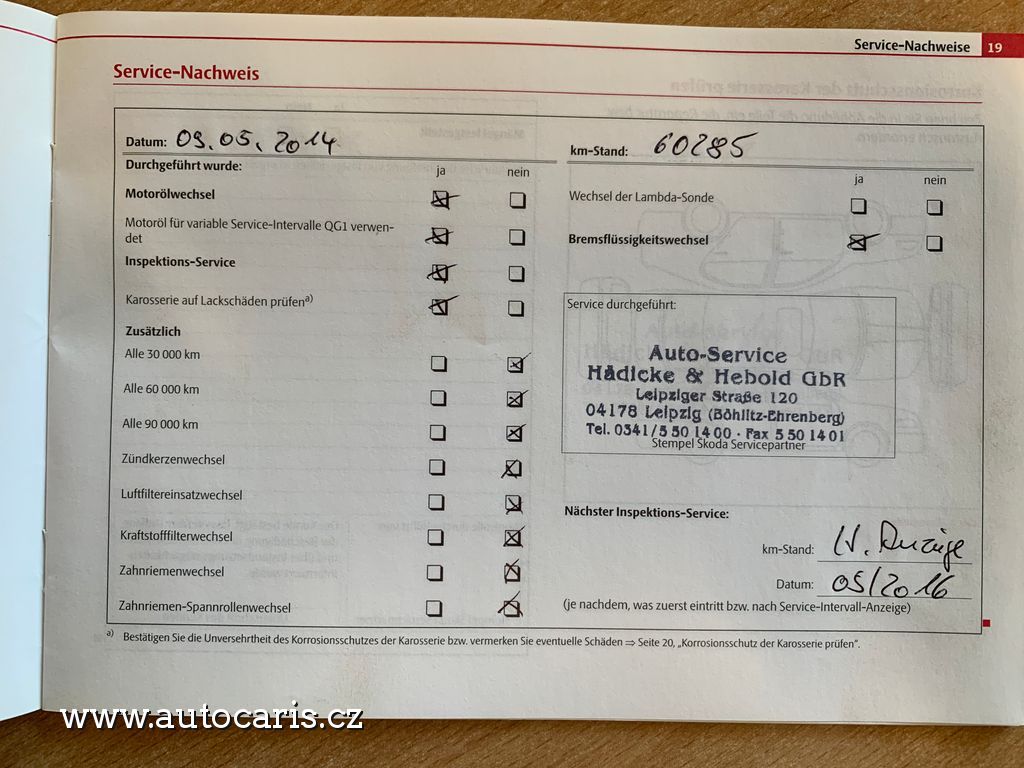 Service-Nachweise 19
Service-Nachweis
Datum: 09.05.2014
km-Stand: 60285
Durchgeführt wurde:
ja nein
ja nein
Motorölwechsel
Motoröl für variable Service-Intervalle QG1 verwen-
det
Inspektions-Service
Karosserie auf Lackschäden prüfen a)
Zusätzlich
Alle 30 000 km
Alle 60 000 km
Alle 90 000 km
Zündkerzenwechsel
Luftfiltereinsatzwechsel
Kraftstofffilterwechsel
Zahnriemenwechsel
Zahnriemen-Spannrollenwechsel
Wechsel der Lambda-Sonde
Bremsflüssigkeitswechsel
Service durchgeführt:
Auto-Service
Hädicke & Hebold GbR
Leipziger Straße 120
04178 Leipzig (Böhlitz-Ehrenberg)
Tel. 0341/5 50 14 00 · Fax 5 50 14 01
Stempel Skoda Servicepartner
Nächster Inspektions-Service:
km-Stand: N. Anzeige
Datum: 05/2016
(je nachdem, was zuerst eintritt bzw. nach Service-Intervall-Anzeige)
a) Bestätigen Sie die Unversehrtheit des Korrosionsschutzes der Karosserie bzw. vermerken Sie eventuelle Schäden ⇒ Seite 20, „Korrosionsschutz der Karosserie prüfen“.
www.autocaris.cz